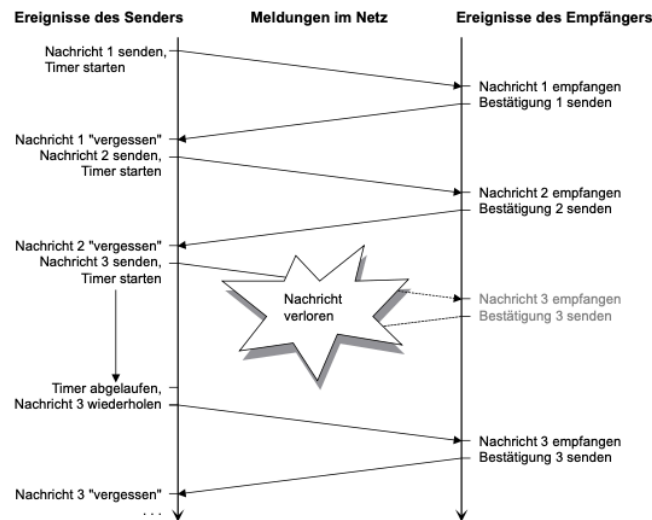 Ereignisse des Senders
Meldungen im Netz
Ereignisse des Empfängers
Nachricht 1 senden,
Timer starten
Nachricht 1 empfangen
Bestätigung 1 senden
Nachricht 1 "vergessen"
Nachricht 2 senden,
Timer starten
Nachricht 2 empfangen
Bestätigung 2 senden
Nachricht 2 "vergessen"
Nachricht 3 senden,
Timer starten
Nachricht
verloren
Nachricht 3 empfangen
Bestätigung 3 senden
Timer abgelaufen,
Nachricht 3 wiederholen
Nachricht 3 empfangen
Bestätigung 3 senden
Nachricht 3 "vergessen"
. . .